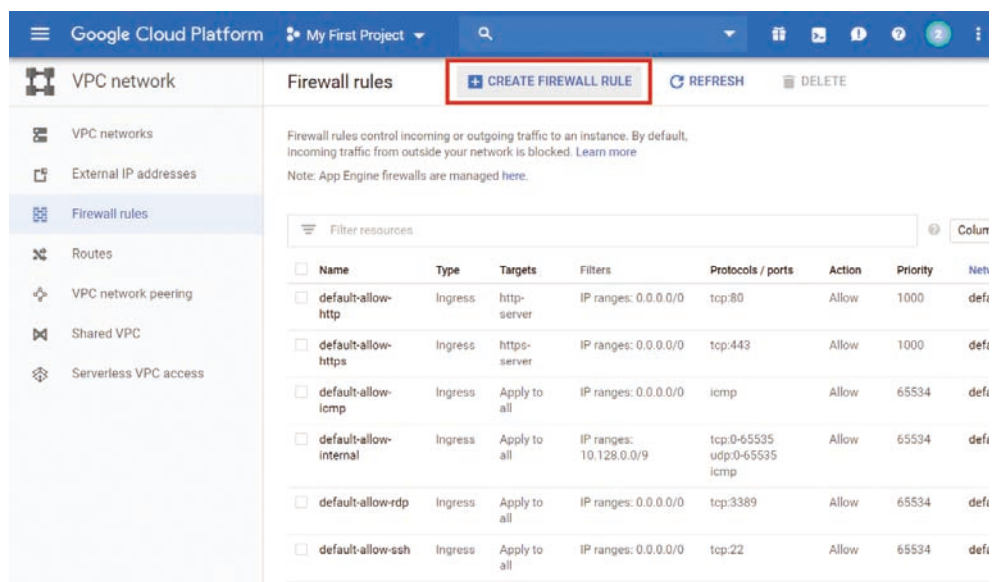 Google Cloud Platform
My First Project
2
VPC network
Firewall rules
CREATE FIREWALL RULE
REFRESH
DELETE
VPC networks
External IP addresses
Firewall rules
Routes
VPC network peering
Shared VPC
Serverless VPC access
Firewall rules control incoming or outgoing traffic to an instance. By default,
incoming traffic from outside your network is blocked. Learn more
Note: App Engine firewalls are managed here.
Filter resources
Colum
Name Type Targets Filters Protocols / ports Action Priority Netw
default-allow- Ingress http- IP ranges: 0.0.0.0/0 tcp:80 Allow 1000 defa
http server
default-allow- Ingress https- IP ranges: 0.0.0.0/0 tcp:443 Allow 1000 defa
https server
default-allow- Ingress Apply to IP ranges: 0.0.0.0/0 icmp Allow 65534 defa
icmp all
default-allow- Ingress Apply to IP ranges: tcp:0-65535 Allow 65534 defa
internal all 10.128.0.0/9 udp:0-65535
icmp
default-allow-rdp Ingress Apply to IP ranges: 0.0.0.0/0 tcp:3389 Allow 65534 defa
all
default-allow-ssh Ingress Apply to IP ranges: 0.0.0.0/0 tcp:22 Allow 65534 defa
all